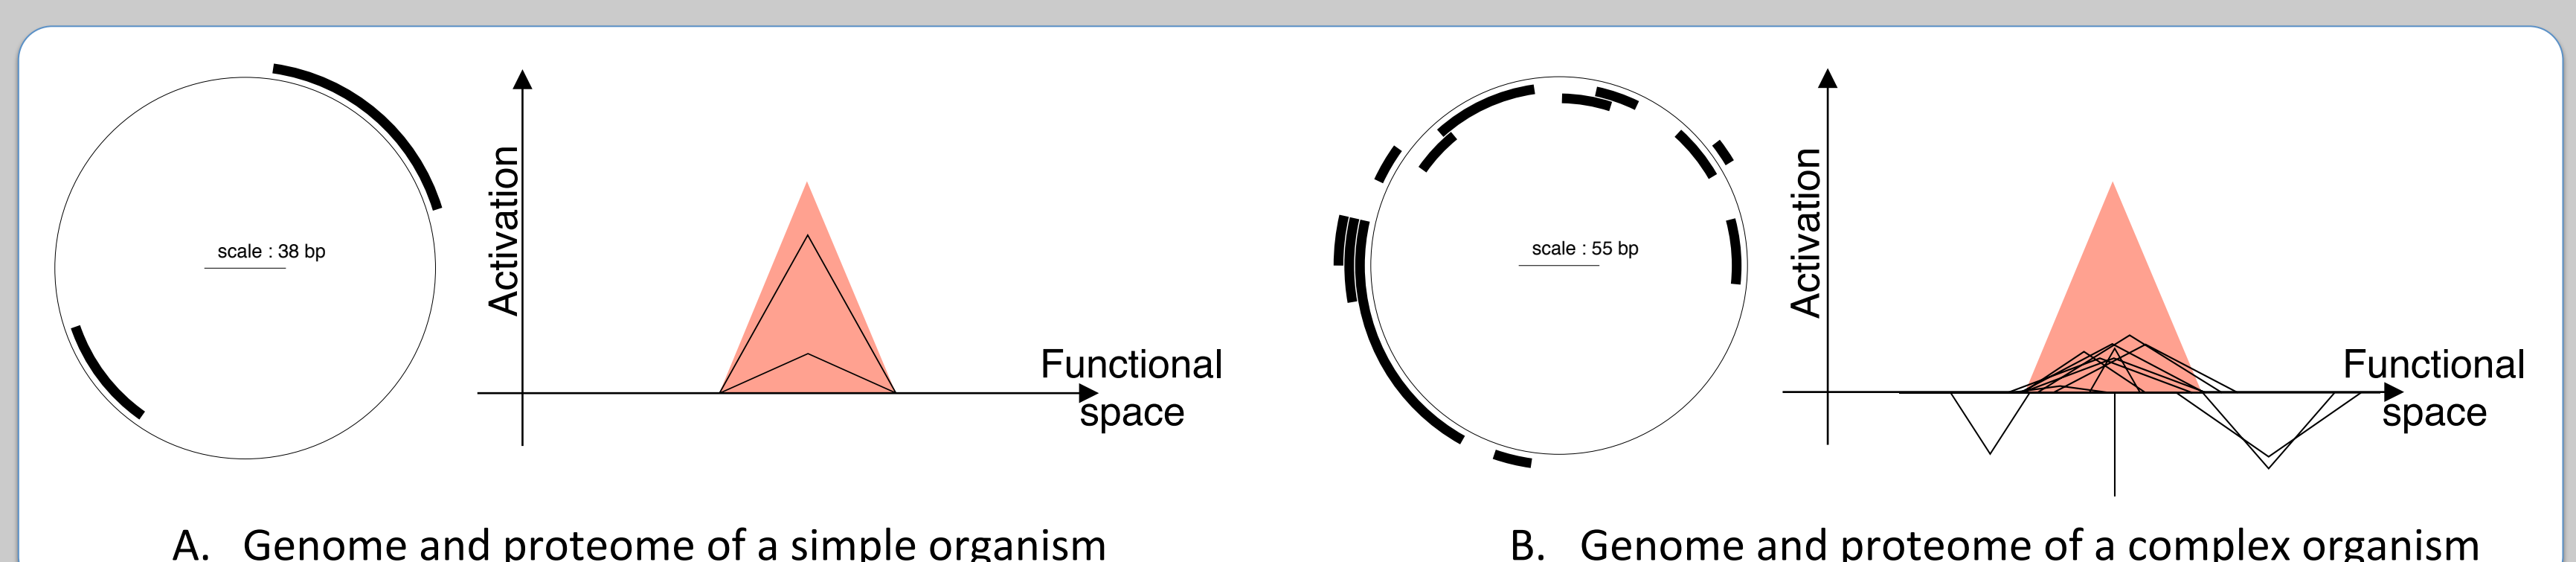 scale : 38 bp
Activation
Functional
space
A. Genome and proteome of a simple organism
scale : 55 bp
Activation
Functional
space
B. Genome and proteome of a complex organism